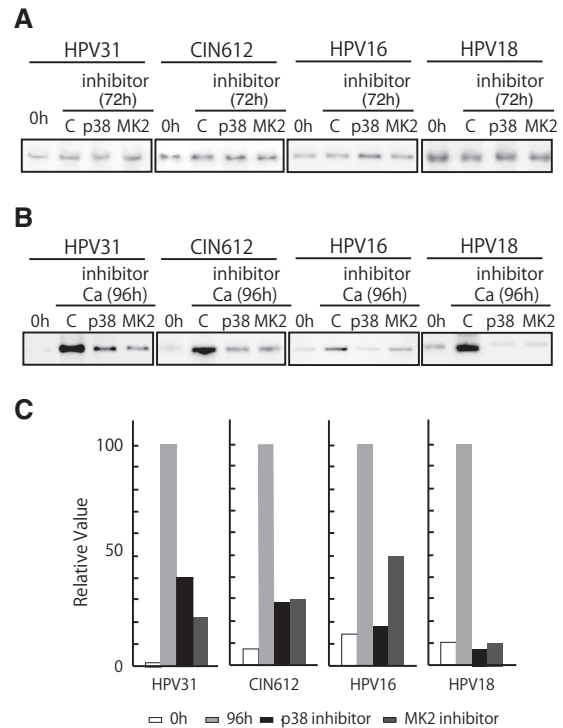 A
HPV31 CIN612 HPV16 HPV18
inhibitor (72h) inhibitor (72h) inhibitor (72h) inhibitor (72h)
0h C p38 MK2 0h C p38 MK2 0h C p38 MK2 0h C p38 MK2
B
HPV31 CIN612 HPV16 HPV18
inhibitor inhibitor inhibitor inhibitor
Ca (96h) Ca (96h) Ca (96h) Ca (96h)
0h C p38 MK2 0h C p38 MK2 0h C p38 MK2 0h C p38 MK2
C
Relative Value
100
50
0
HPV31 CIN612 HPV16 HPV18
0h 96h p38 inhibitor MK2 inhibitor